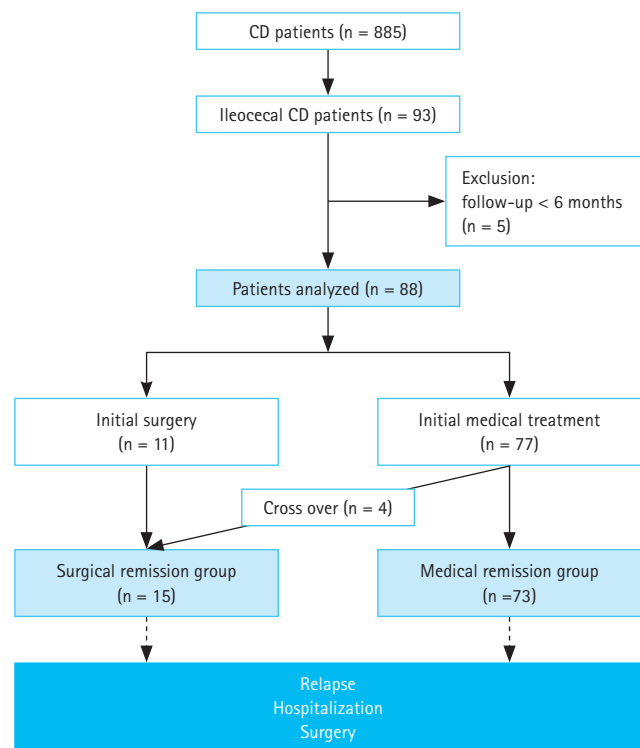 CD patients (n = 885)
Ileocecal CD patients (n = 93)
Exclusion:
follow-up < 6 months
(n = 5)
Patients analyzed (n = 88)
Initial surgery
(n = 11)
Initial medical treatment
(n = 77)
Cross over (n = 4)
Surgical remission group
(n = 15)
Medical remission group
(n =73)
Relapse
Hospitalization
Surgery